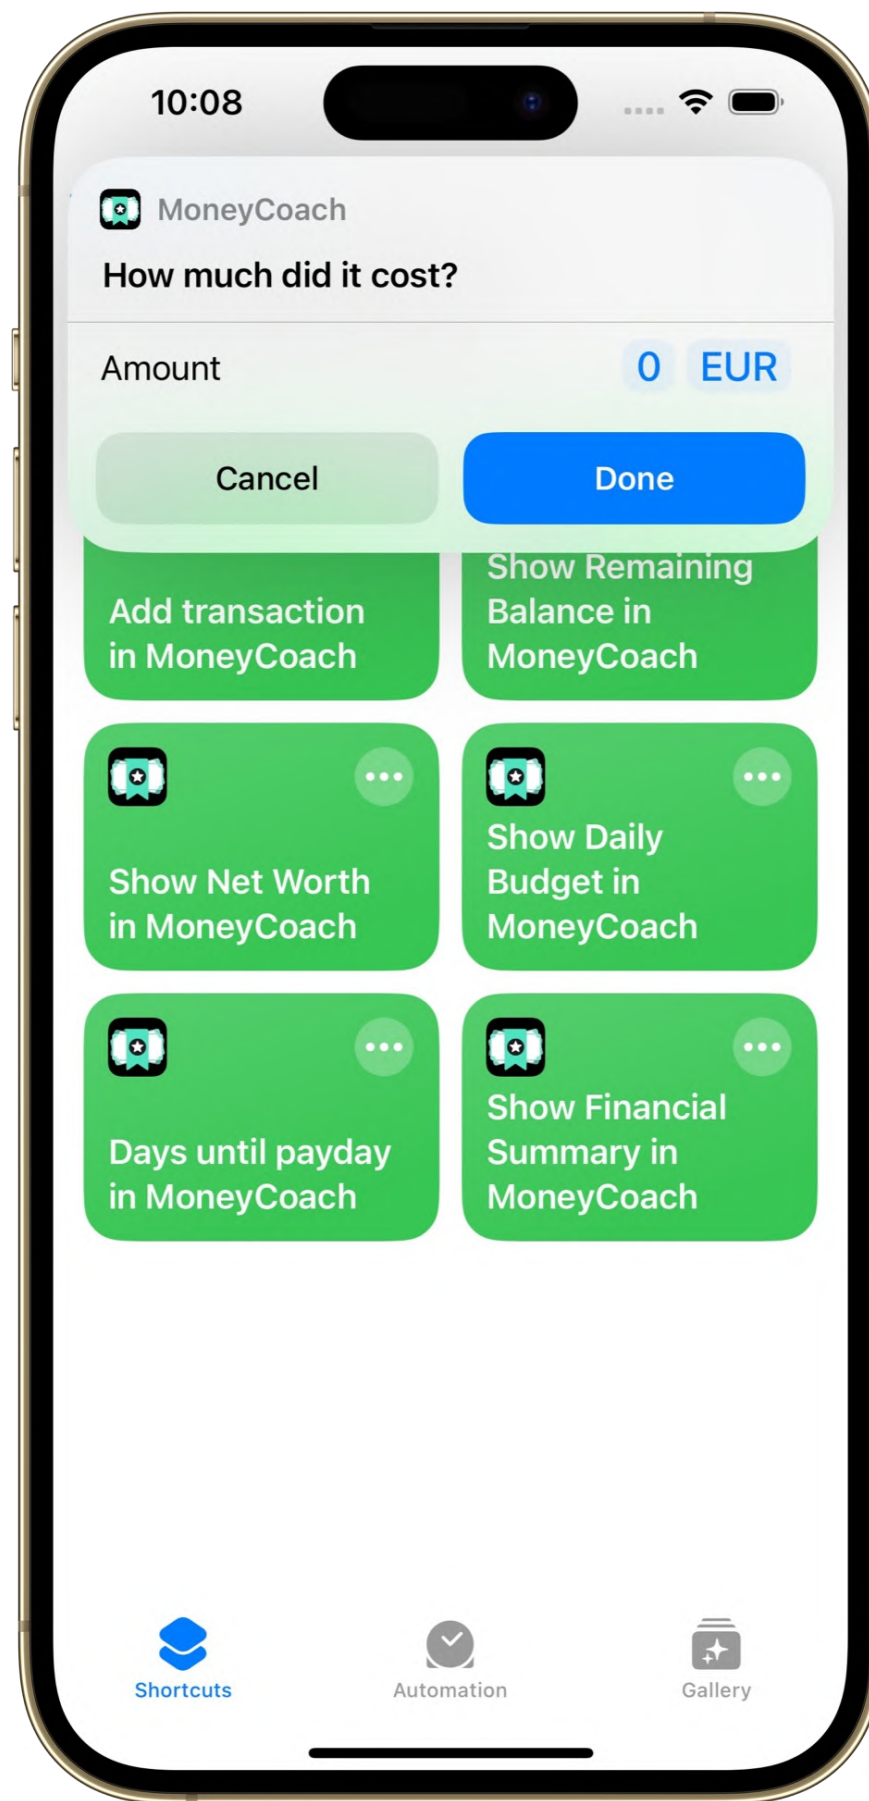 10:08
MoneyCoach
How much did it cost?
Amount
0 EUR
Cancel
Done
Add transaction
in MoneyCoach
Show Remaining
Balance in
MoneyCoach
Show Net Worth
in MoneyCoach
Show Daily
Budget in
MoneyCoach
Days until payday
in MoneyCoach
Show Financial
Summary in
MoneyCoach
Shortcuts
Automation
Gallery